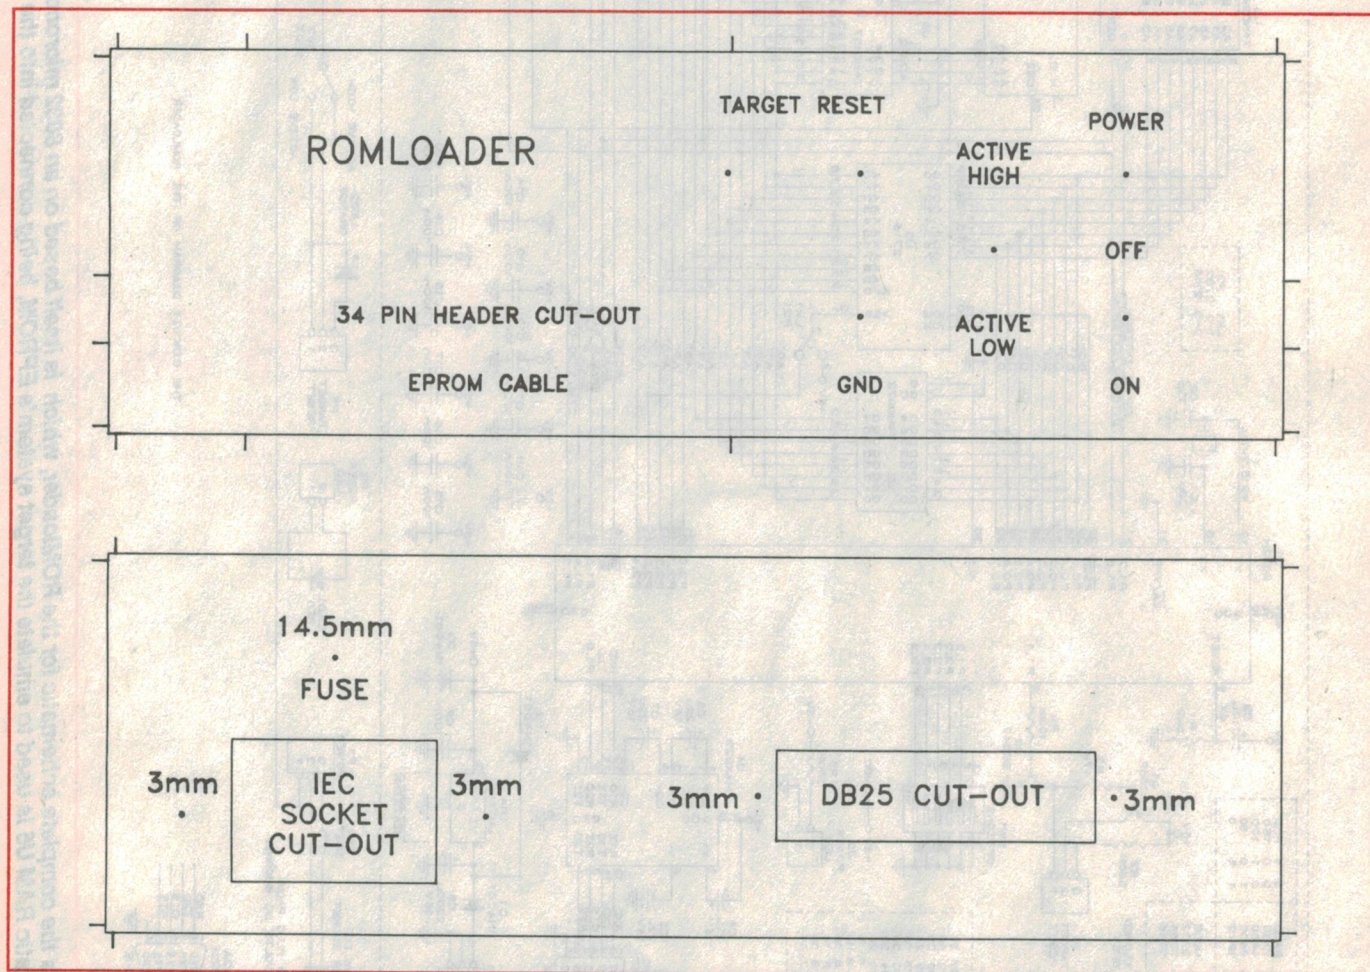 TARGET RESET
POWER
ROMLOADER
ACTIVE
HIGH
OFF
34 PIN HEADER CUT-OUT
ACTIVE
LOW
EPROM CABLE
GND
ON
14.5mm
FUSE
3mm
IEC
SOCKET
CUT-OUT
3mm
3mm
DB25 CUT-OUT
3mm